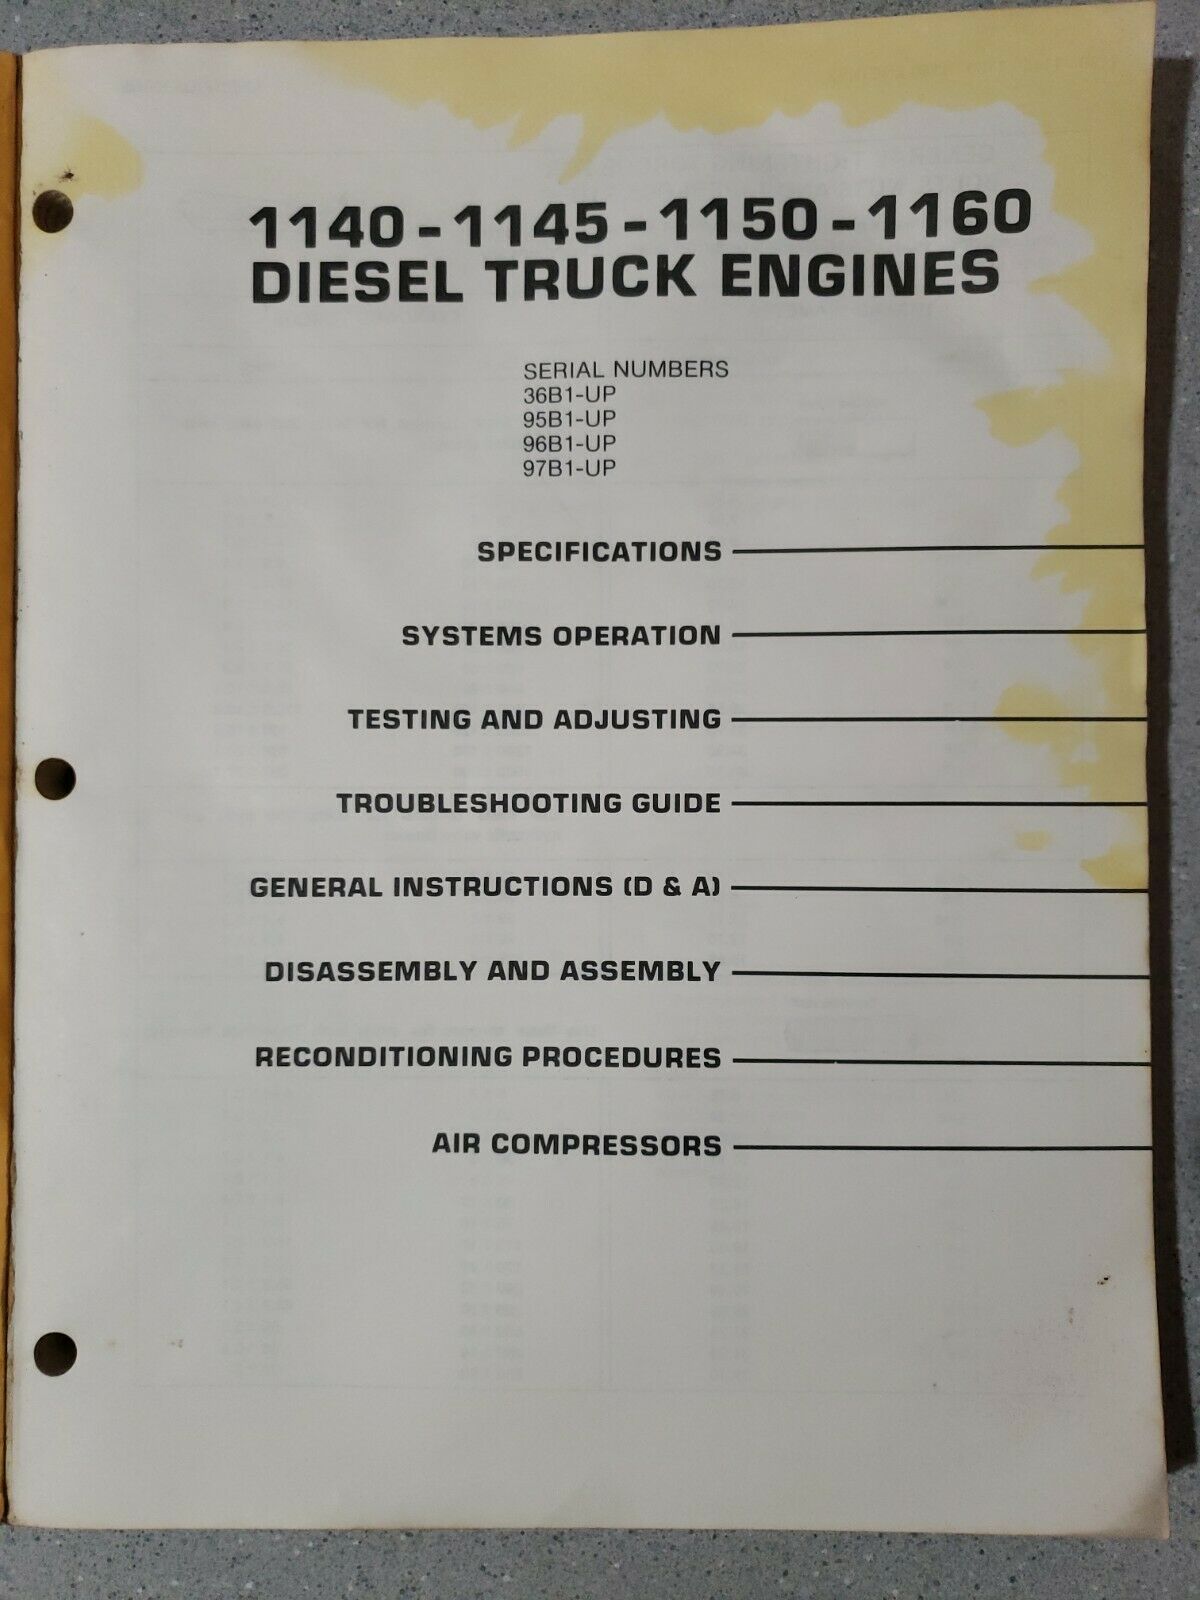 1140 - 1145 - 1150 - 1160
DIESEL TRUCK ENGINES
SERIAL NUMBERS
36B1-UP
95B1-UP
96B1-UP
97B1-UP
SPECIFICATIONS
SYSTEMS OPERATION
TESTING AND ADJUSTING
TROUBLESHOOTING GUIDE
GENERAL INSTRUCTIONS (D & A)
DISASSEMBLY AND ASSEMBLY
RECONDITIONING PROCEDURES
AIR COMPRESSORS